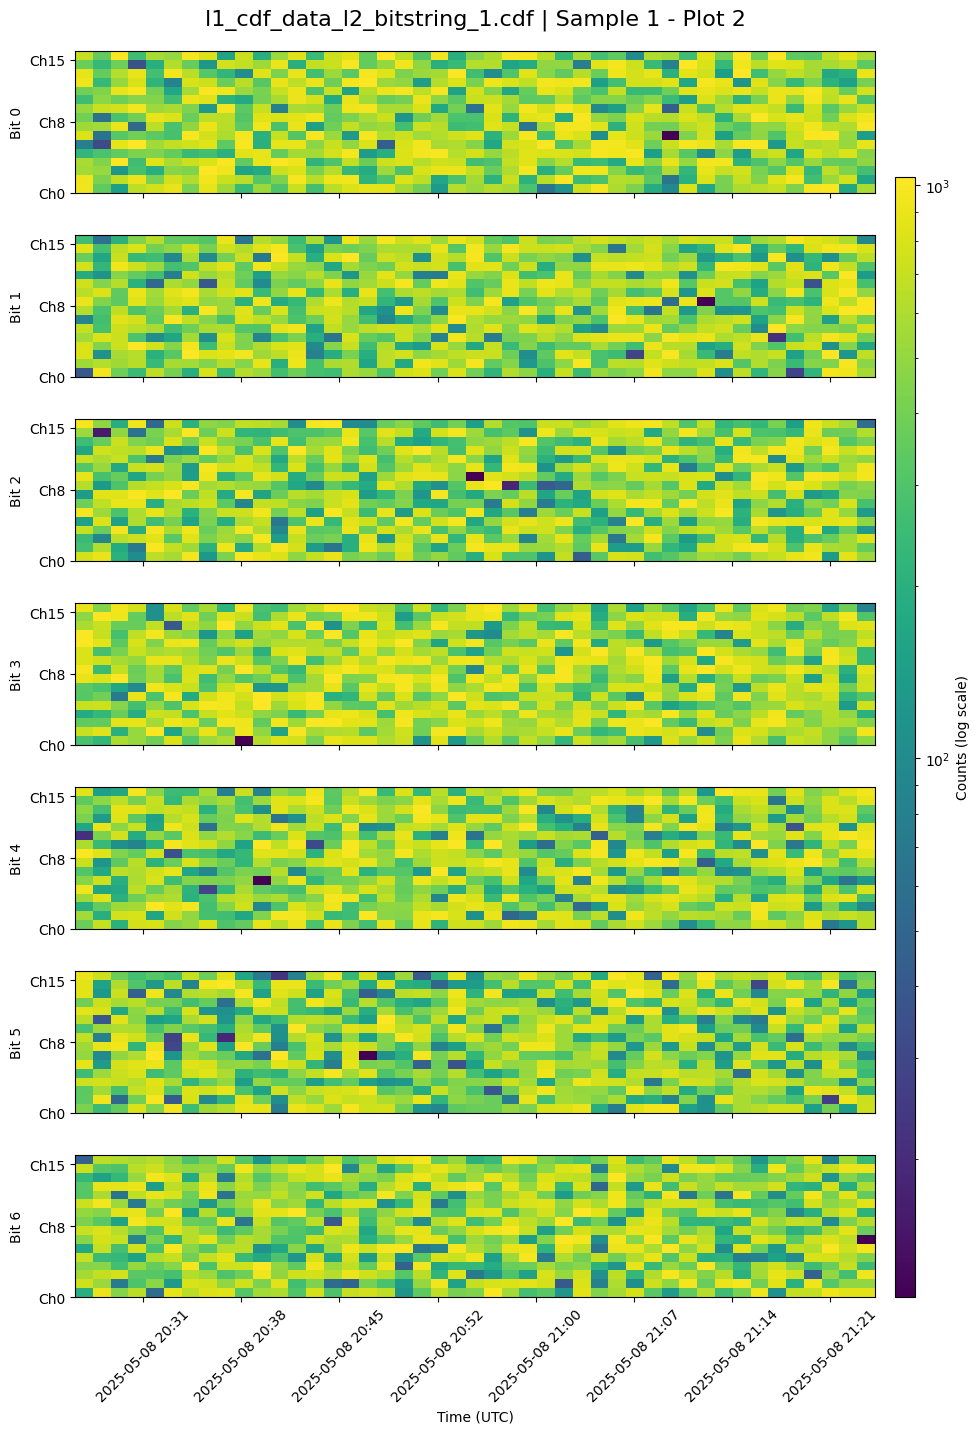 l1_cdf_data_l2_bitstring_1.cdf | Sample 1 - Plot 2
Ch15
Bit 0
Ch8
Ch0
10³
Ch15
Bit 1
Ch8
Ch0
Ch15
Bit 2
Ch8
Ch0
Ch15
Bit 3
Ch8
Ch0
Counts (log scale)
10²
Ch15
Bit 4
Ch8
Ch0
Ch15
Bit 5
Ch8
Ch0
Ch15
Bit 6
Ch8
Ch0
2025-05-08 20:31
2025-05-08 20:38
2025-05-08 20:45
2025-05-08 20:52
2025-05-08 21:00
2025-05-08 21:07
2025-05-08 21:14
2025-05-08 21:21
Time (UTC)